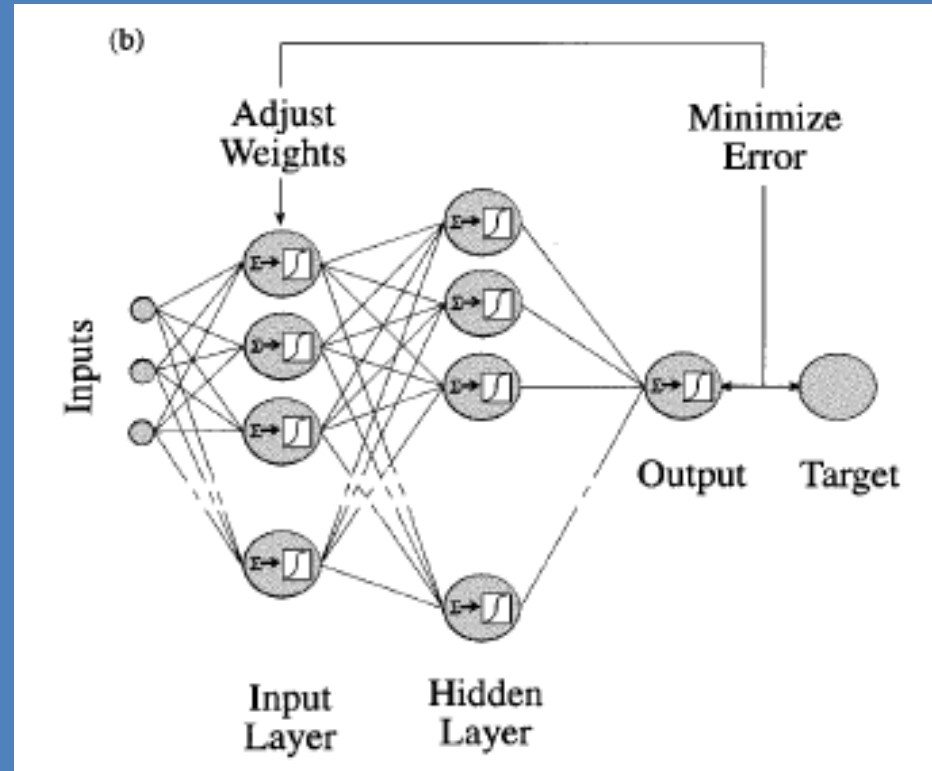 (b)
Adjust
Weights
Minimize
Error
Inputs
Σ
Σ
Σ
Σ
Σ
Σ
Σ
Σ
Σ
Output
Target
Input
Layer
Hidden
Layer